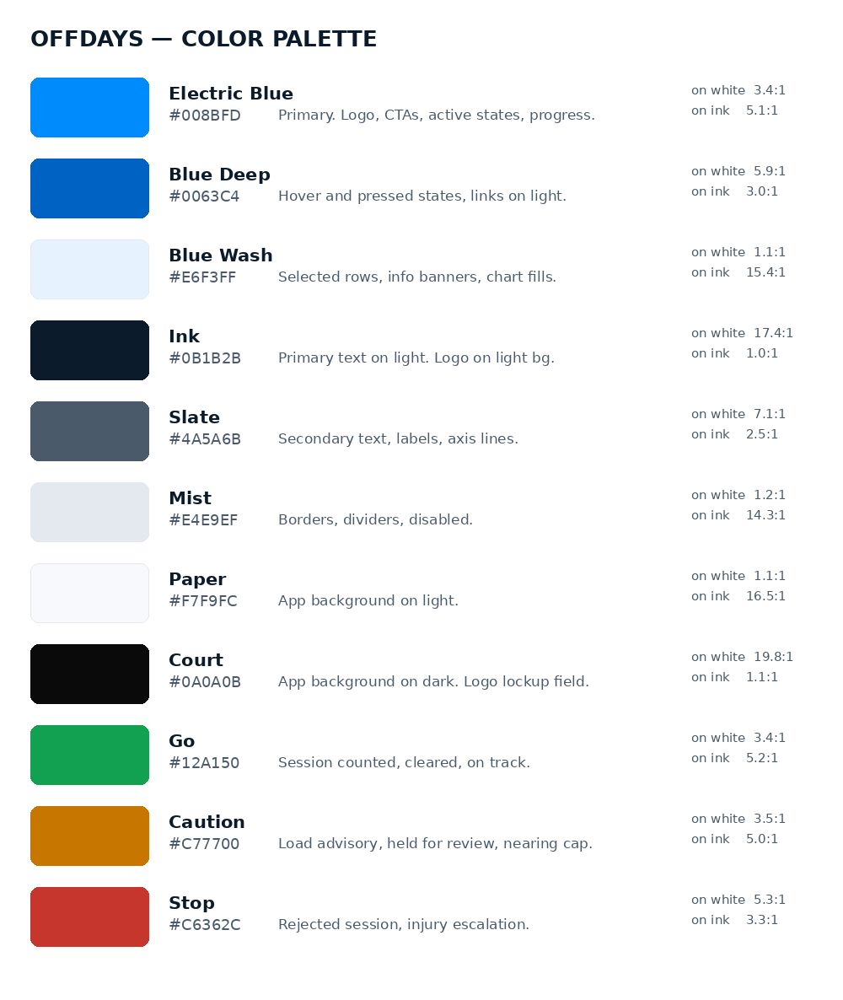 OFFDAYS — COLOR PALETTE
Electric Blue
#008BFD Primary. Logo, CTAs, active states, progress.
on white 3.4:1
on ink 5.1:1
Blue Deep
#0063C4 Hover and pressed states, links on light.
on white 5.9:1
on ink 3.0:1
Blue Wash
#E6F3FF Selected rows, info banners, chart fills.
on white 1.1:1
on ink 15.4:1
Ink
#0B1B2B Primary text on light. Logo on light bg.
on white 17.4:1
on ink 1.0:1
Slate
#4A5A6B Secondary text, labels, axis lines.
on white 7.1:1
on ink 2.5:1
Mist
#E4E9EF Borders, dividers, disabled.
on white 1.2:1
on ink 14.3:1
Paper
#F7F9FC App background on light.
on white 1.1:1
on ink 16.5:1
Court
#0A0A0B App background on dark. Logo lockup field.
on white 19.8:1
on ink 1.1:1
Go
#12A150 Session counted, cleared, on track.
on white 3.4:1
on ink 5.2:1
Caution
#C77700 Load advisory, held for review, nearing cap.
on white 3.5:1
on ink 5.0:1
Stop
#C6362C Rejected session, injury escalation.
on white 5.3:1
on ink 3.3:1